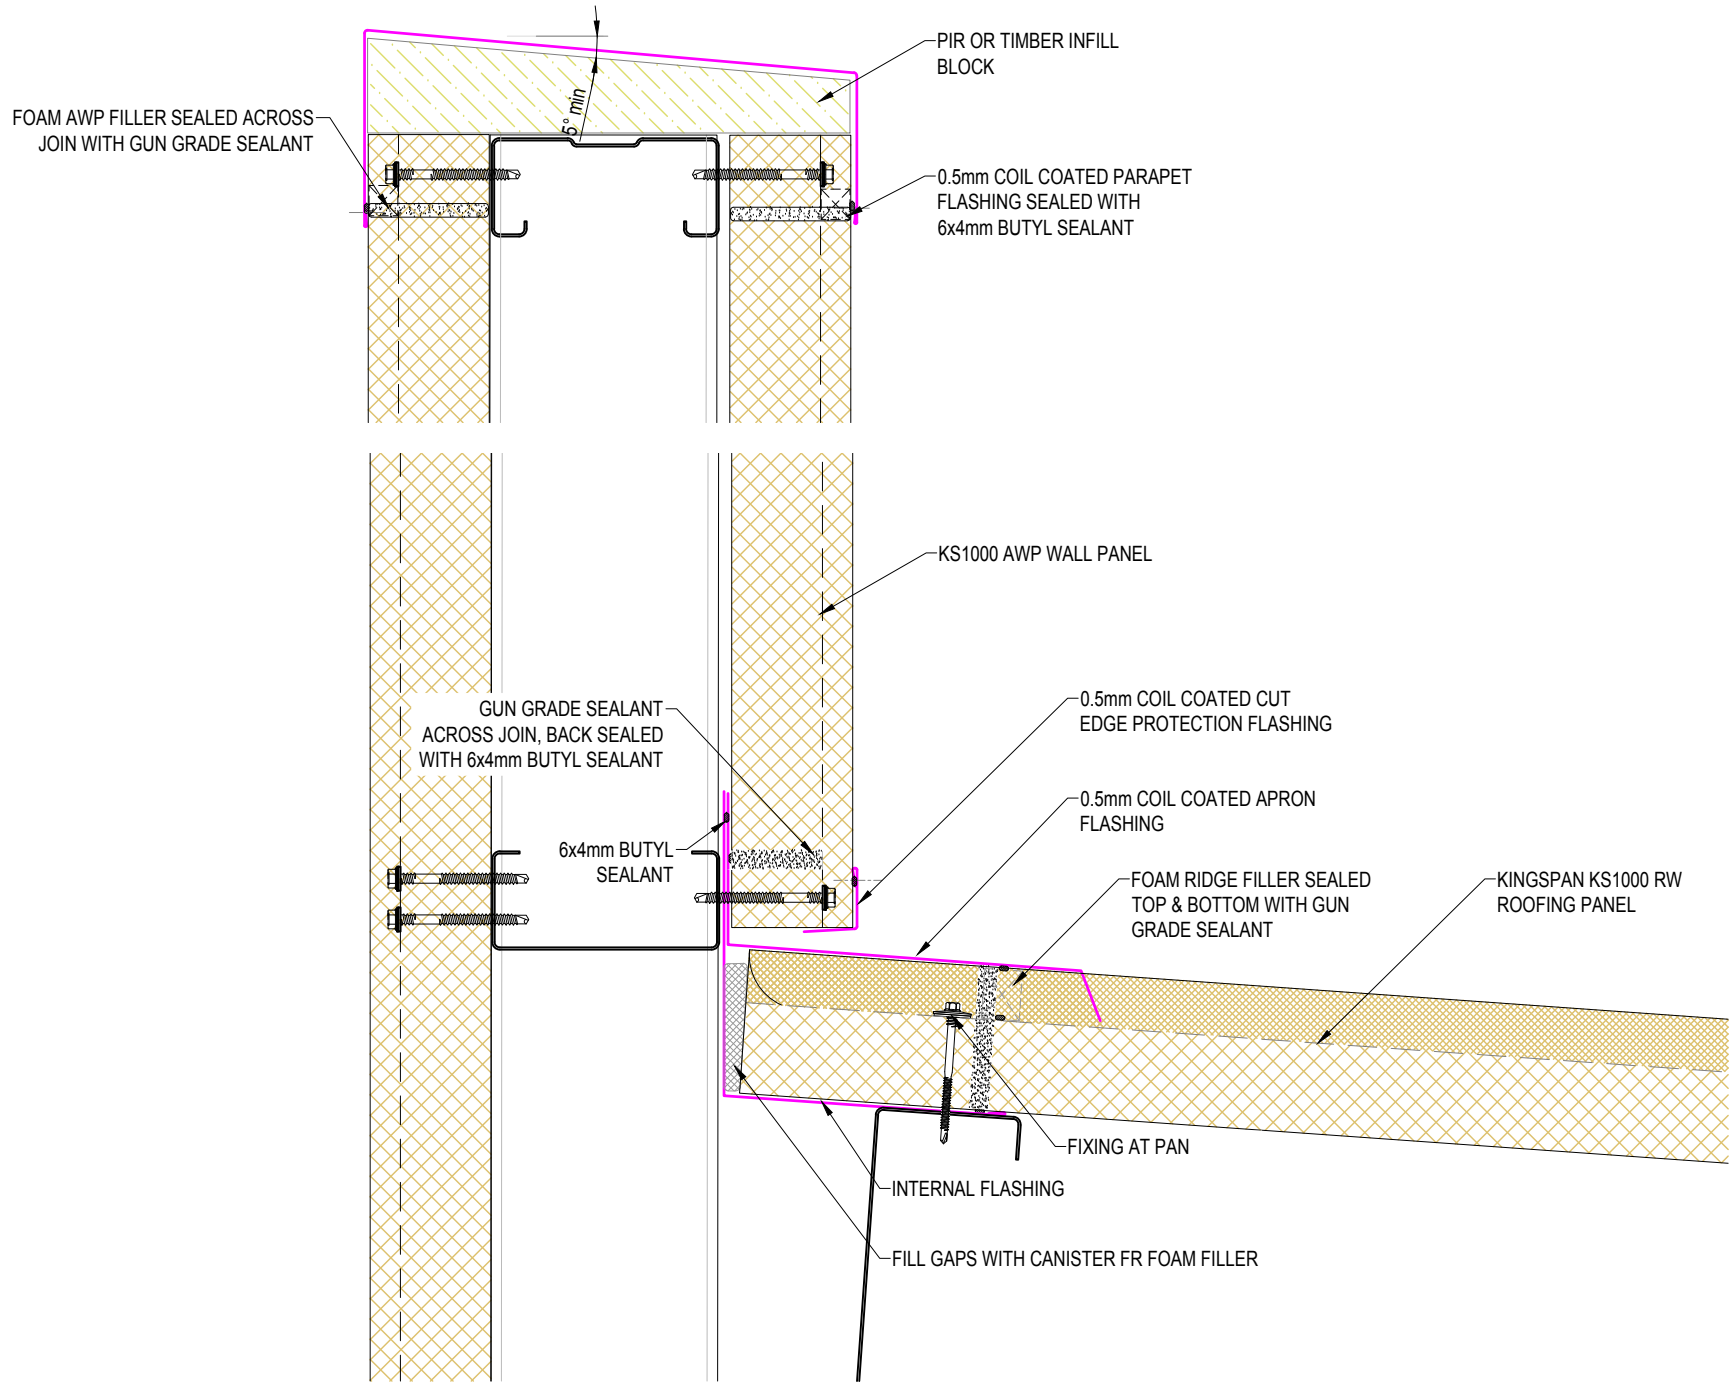 PIR OR TIMBER INFILL
BLOCK
5° min
FOAM AWP FILLER SEALED ACROSS
JOIN WITH GUN GRADE SEALANT
0.5mm COIL COATED PARAPET
FLASHING SEALED WITH
6x4mm BUTYL SEALANT
KS1000 AWP WALL PANEL
GUN GRADE SEALANT
ACROSS JOIN, BACK SEALED
WITH 6x4mm BUTYL SEALANT
0.5mm COIL COATED CUT
EDGE PROTECTION FLASHING
0.5mm COIL COATED APRON
FLASHING
6x4mm BUTYL
SEALANT
FOAM RIDGE FILLER SEALED
TOP & BOTTOM WITH GUN
GRADE SEALANT
KINGSPAN KS1000 RW
ROOFING PANEL
FIXING AT PAN
INTERNAL FLASHING
FILL GAPS WITH CANISTER FR FOAM FILLER